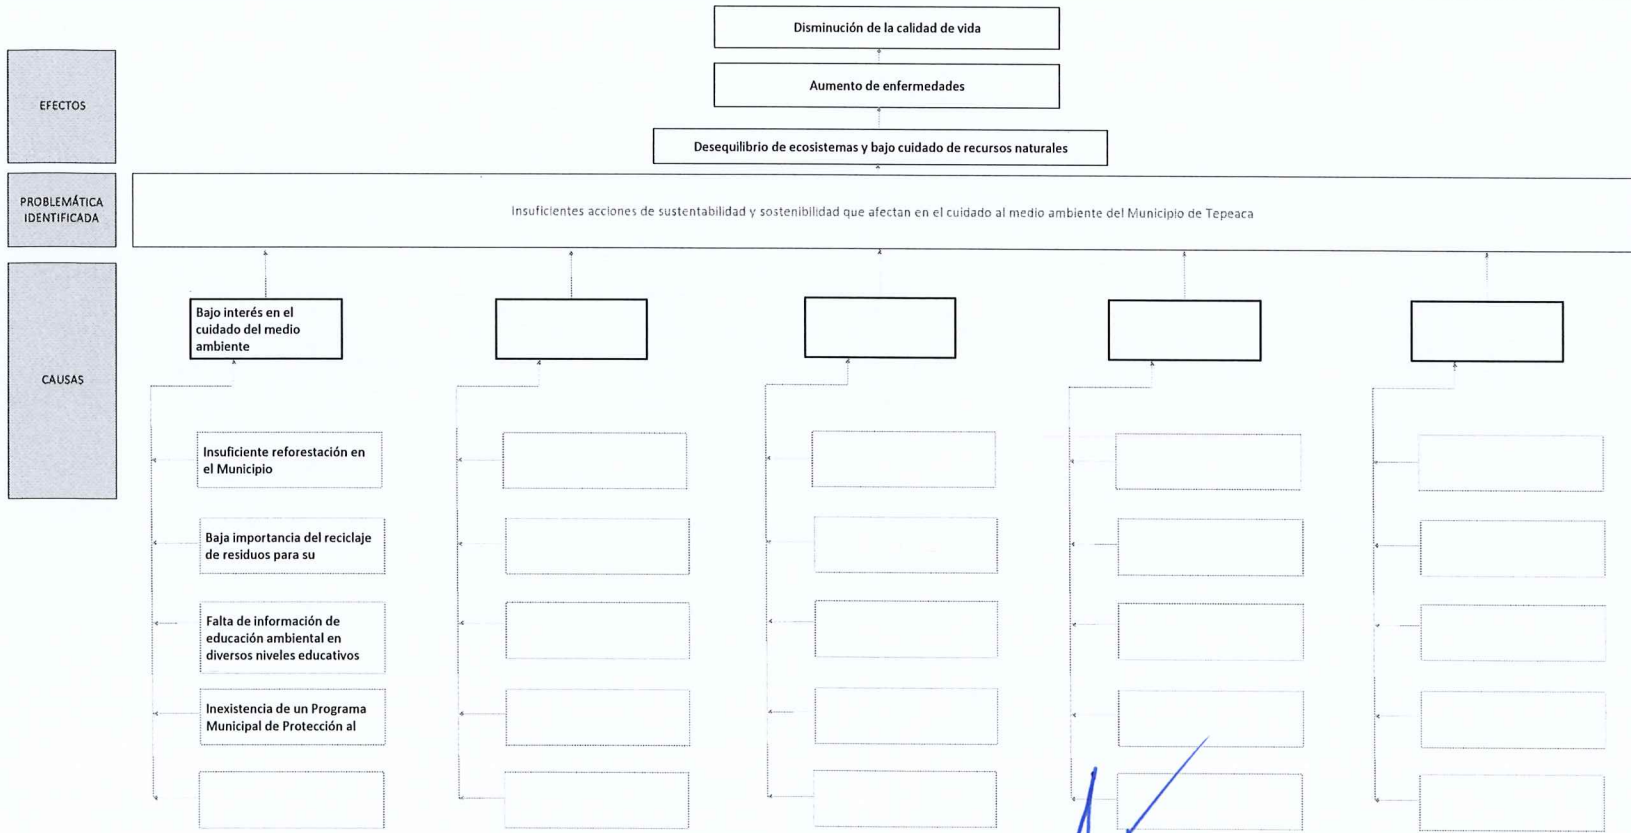 Disminución de la calidad de vida
Aumento de enfermedades
EFECTOS
Desequilibrio de ecosistemas y bajo cuidado de recursos naturales
PROBLEMÁTICA
IDENTIFICADA
Insuficientes acciones de sustentabilidad y sostenibilidad que afectan en el cuidado al medio ambiente del Municipio de Tepeaca
CAUSAS
Bajo interés en el
cuidado del medio
ambiente
Insuficiente reforestación en
el Municipio
Baja importancia del reciclaje
de residuos para su
Falta de información de
educación ambiental en
diversos niveles educativos
Inexistencia de un Programa
Municipal de Protección al